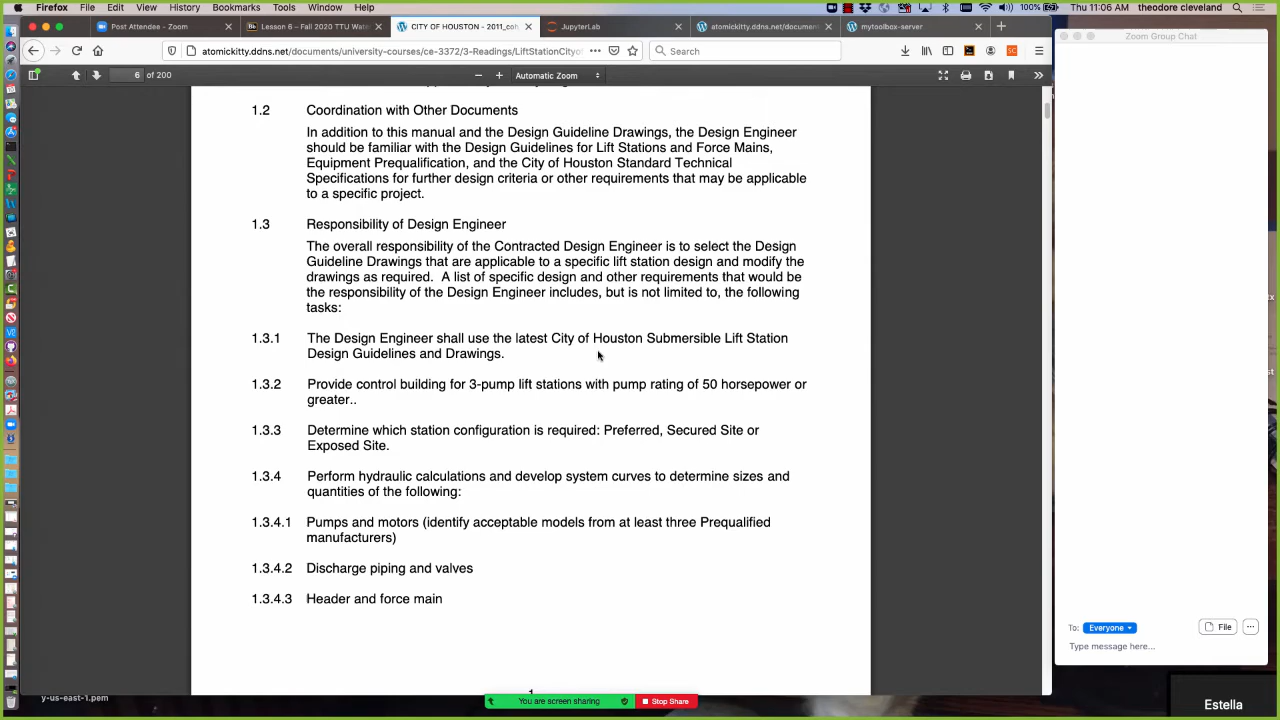 Firefox File Edit View History Bookmarks Tools Window Help 100% Thu 11:06 AM theodore cleveland
Post Attendee - Zoom
Lesson 6 – Fall 2020 TTU Wat
CITY OF HOUSTON - 2011_coh
JupyterLab
atomickitty.ddns.net/document
mytoolbox-server
Zoom Group Chat
atomickitty.ddns.net/documents/university-courses/ce-3372/3-Readings/LiftStationCityo
Search
6 of 200
Automatic Zoom
1.2 Coordination with Other Documents
In addition to this manual and the Design Guideline Drawings, the Design Engineer
should be familiar with the Design Guidelines for Lift Stations and Force Mains,
Equipment Prequalification, and the City of Houston Standard Technical
Specifications for further design criteria or other requirements that may be applicable
to a specific project.
1.3 Responsibility of Design Engineer
The overall responsibility of the Contracted Design Engineer is to select the Design
Guideline Drawings that are applicable to a specific lift station design and modify the
drawings as required. A list of specific design and other requirements that would be
the responsibility of the Design Engineer includes, but is not limited to, the following
tasks:
1.3.1 The Design Engineer shall use the latest City of Houston Submersible Lift Station
Design Guidelines and Drawings.
1.3.2 Provide control building for 3-pump lift stations with pump rating of 50 horsepower or
greater..
1.3.3 Determine which station configuration is required: Preferred, Secured Site or
Exposed Site.
1.3.4 Perform hydraulic calculations and develop system curves to determine sizes and
quantities of the following:
1.3.4.1 Pumps and motors (identify acceptable models from at least three Prequalified
manufacturers)
1.3.4.2 Discharge piping and valves
1.3.4.3 Header and force main
To: Everyone
File
Type message here...
y-us-east-1.pem
You are screen sharing
Stop Share
Estella